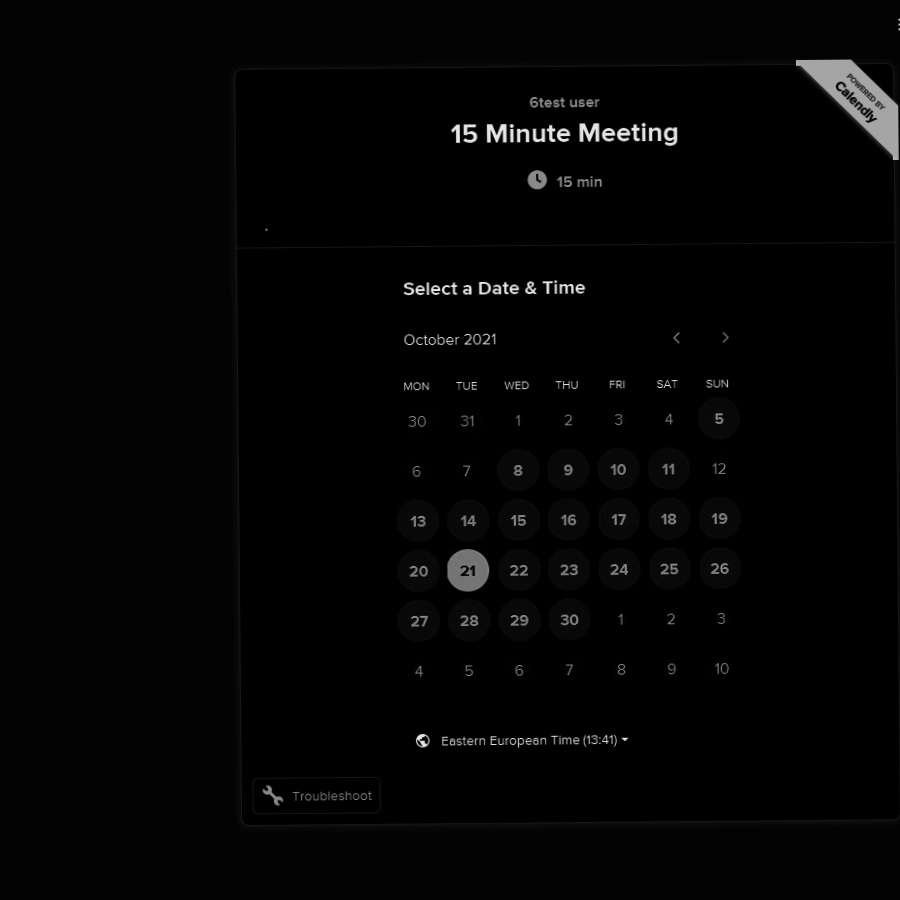 POWERED BY
Calendly
6test user
15 Minute Meeting
15 min
Select a Date & Time
October 2021
MON TUE WED THU FRI SAT SUN
30 31 1 2 3 4 5
6 7 8 9 10 11 12
13 14 15 16 17 18 19
20 21 22 23 24 25 26
27 28 29 30 1 2 3
4 5 6 7 8 9 10
Eastern European Time (13:41)
Troubleshoot